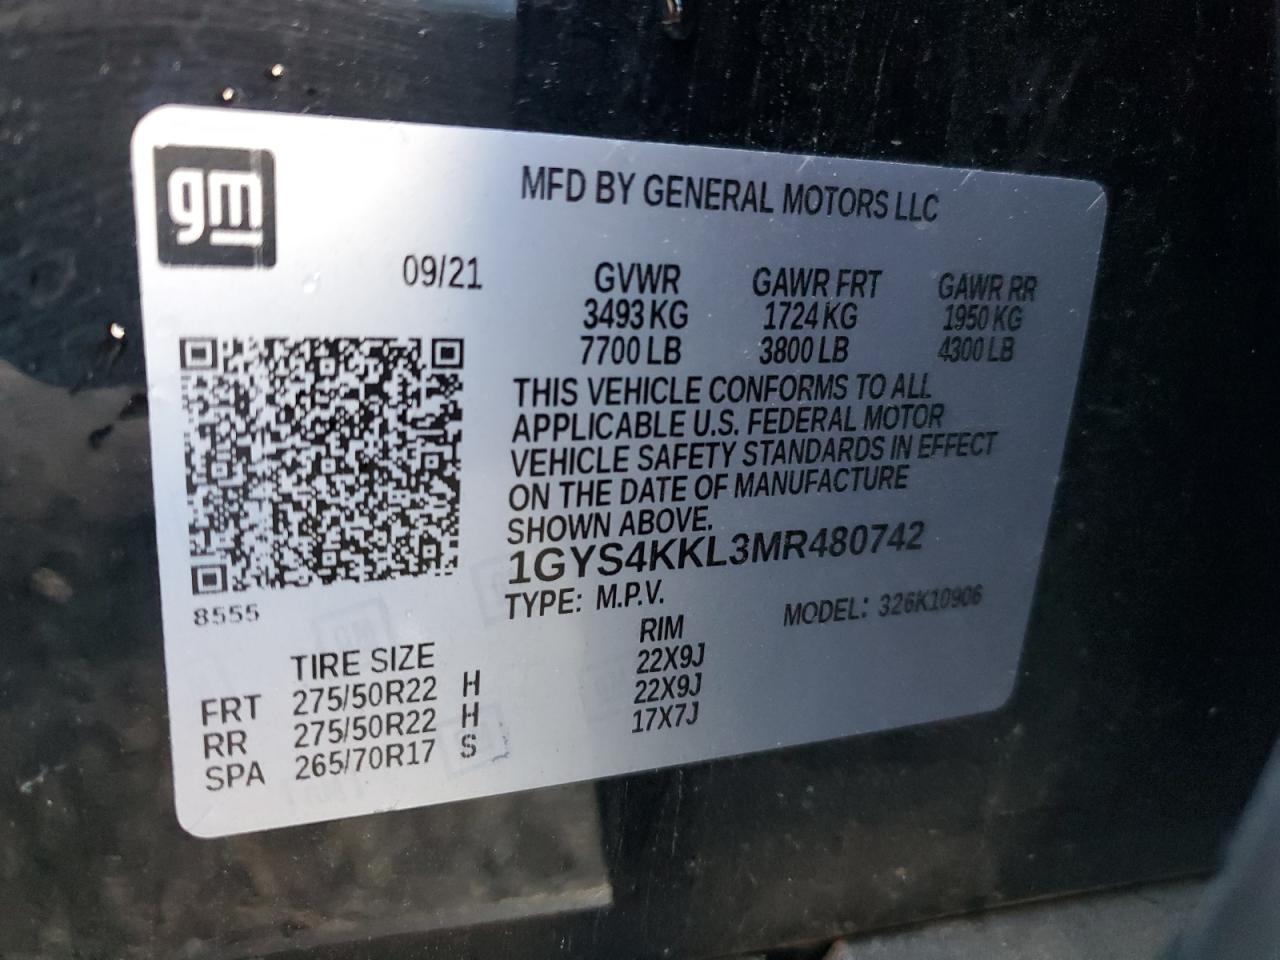 gm
MFD BY GENERAL MOTORS LLC
09/21 GVWR GAWR FRT GAWR RR
3493 KG 1724 KG 1950 KG
7700 LB 3800 LB 4300 LB
THIS VEHICLE CONFORMS TO ALL
APPLICABLE U.S. FEDERAL MOTOR
VEHICLE SAFETY STANDARDS IN EFFECT
ON THE DATE OF MANUFACTURE
SHOWN ABOVE.
1GYS4KKL3MR480742
8555
TYPE: M.P.V. MODEL: 326K10906
TIRE SIZE RIM
FRT 275/50R22 H 22X9J
RR 275/50R22 H 22X9J
SPA 265/70R17 S 17X7J